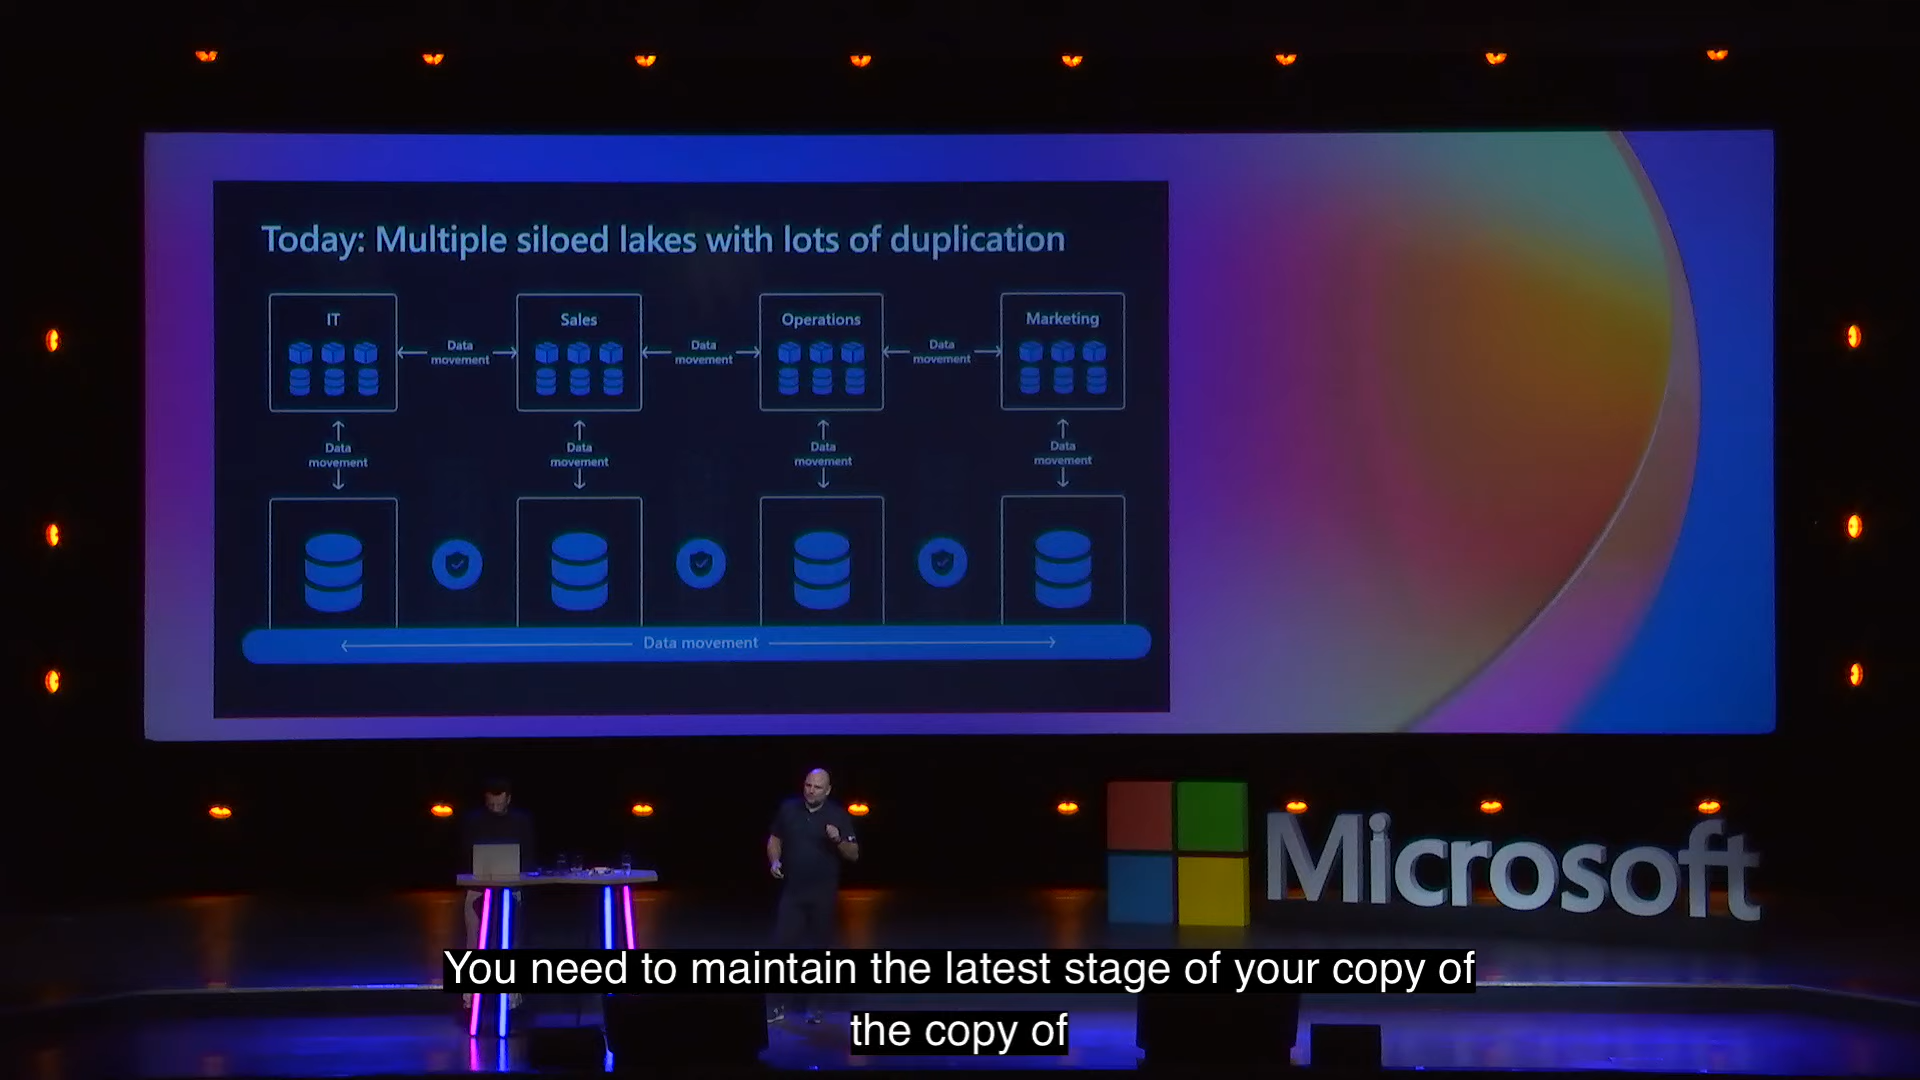 Today: Multiple siloed lakes with lots of duplication
IT
Sales
Operations
Marketing
Data
movement
Data
movement
Data
movement
Data
movement
Data
movement
Data
movement
Data
movement
Data movement
Microsoft
You need to maintain the latest stage of your copy of
the copy of